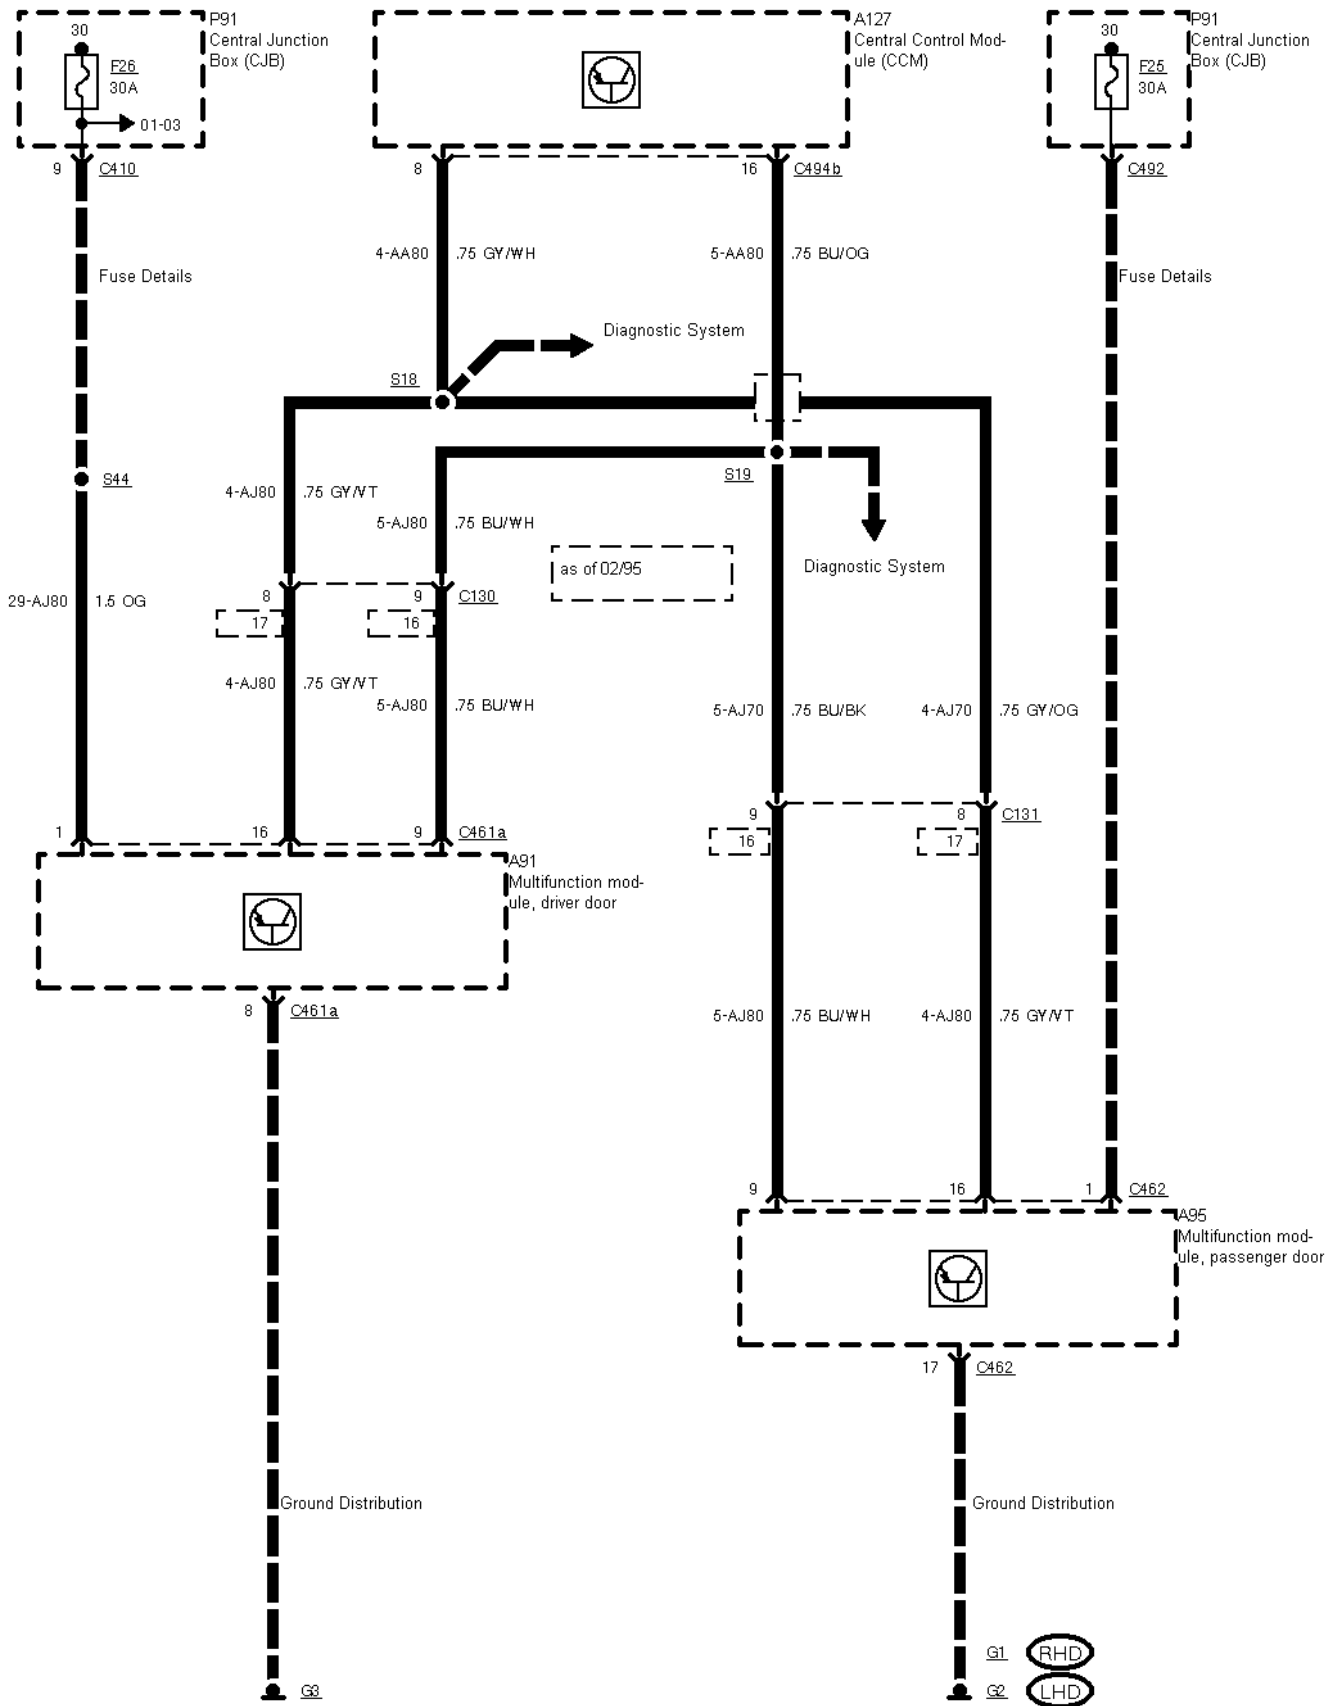 P91
Central Junction
Box (CJB)
30
F26
30A
01-03
9
C410
A127
Central Control Mod-
ule (CCM)
8
16
C494b
P91
Central Junction
Box (CJB)
30
F25
30A
C492
4-AA80
.75 GY/WH
5-AA80
.75 BU/OG
Fuse Details
Fuse Details
Diagnostic System
S18
S19
S44
4-AJ80
.75 GY/VT
5-AJ80
.75 BU/WH
as of 02/95
Diagnostic System
8
9
C130
17
16
29-AJ80
1.5 OG
4-AJ80
.75 GY/VT
5-AJ80
.75 BU/WH
5-AJ70
.75 BU/BK
4-AJ70
.75 GY/OG
9
8
C131
16
17
1
16
9
C461a
A91
Multifunction mod-
ule, driver door
8
C461a
5-AJ80
.75 BU/WH
4-AJ80
.75 GY/VT
9
16
1
C462
A95
Multifunction mod-
ule, passenger door
17
C462
Ground Distribution
Ground Distribution
G1
RHD
G3
G2
LHD